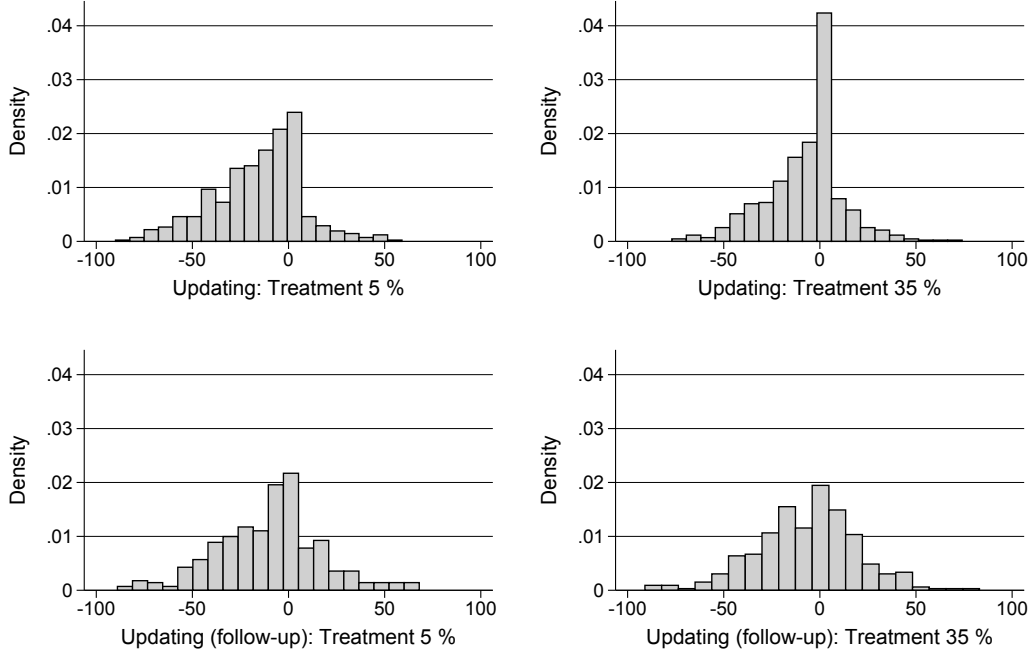 .04
.03
.02
.01
0
Density
-100 -50 0 50 100
Updating: Treatment 5 %
.04
.03
.02
.01
0
Density
-100 -50 0 50 100
Updating: Treatment 35 %
.04
.03
.02
.01
0
Density
-100 -50 0 50 100
Updating (follow-up): Treatment 5 %
.04
.03
.02
.01
0
Density
-100 -50 0 50 100
Updating (follow-up): Treatment 35 %